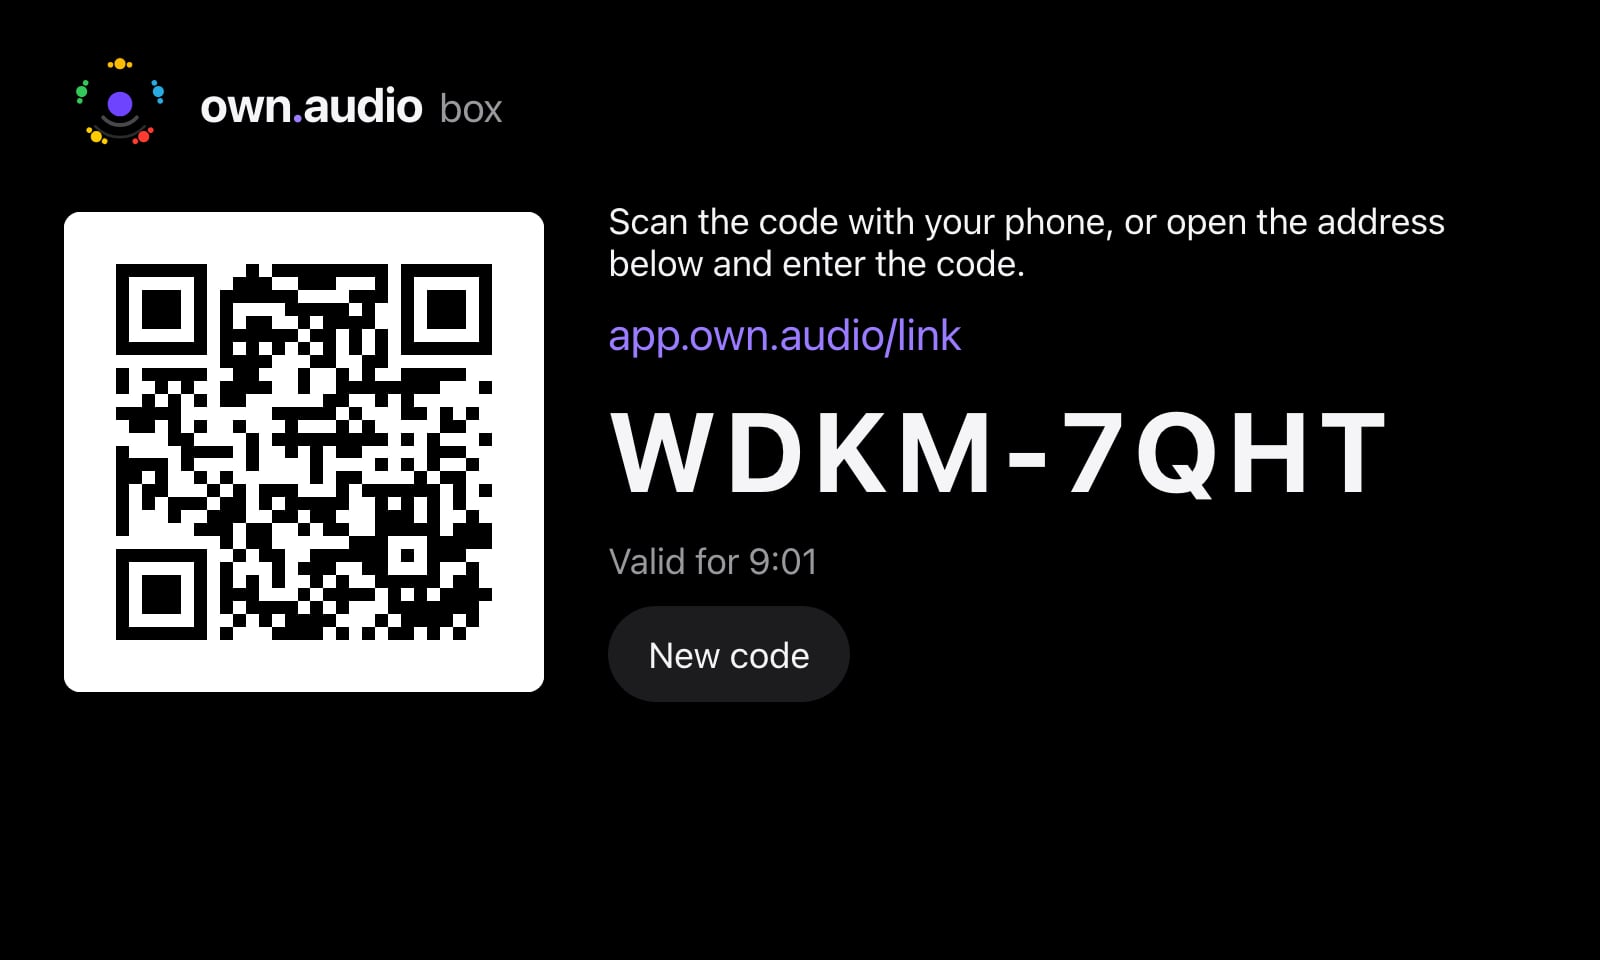 own.audio box
Scan the code with your phone, or open the address
below and enter the code.
app.own.audio/link
WDKM-7QHT
Valid for 9:01
New code